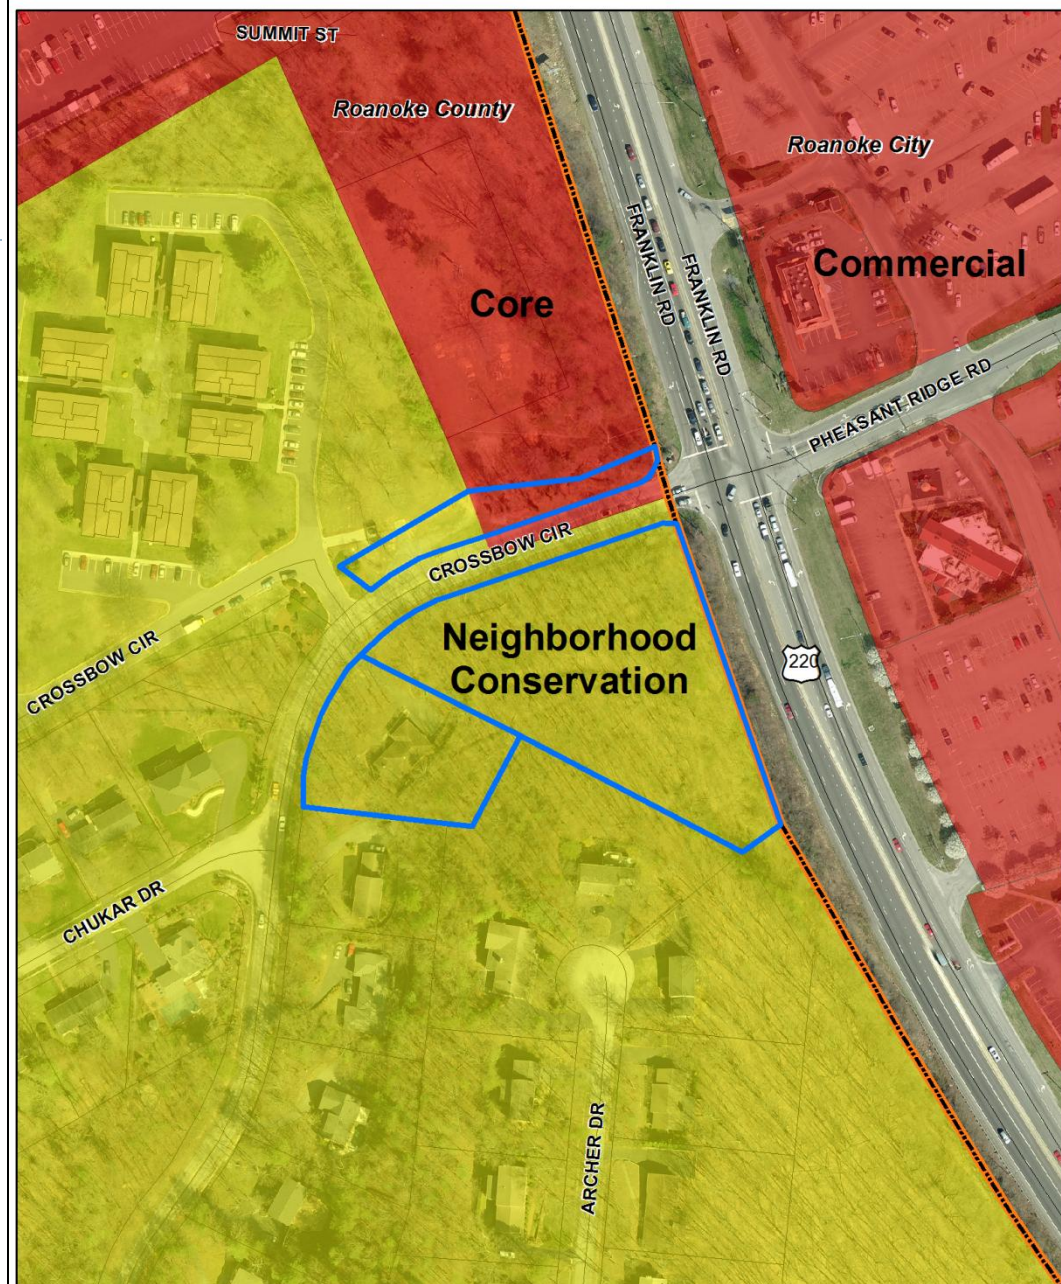 SUMMIT ST
Roanoke County
Roanoke City
FRANKLIN RD
FRANKLIN RD
Commercial
Core
PHEASANT RIDGE RD
CROSSBOW CIR
Neighborhood
Conservation
220
CROSSBOW CIR
CHUKAR DR
ARCHER DR